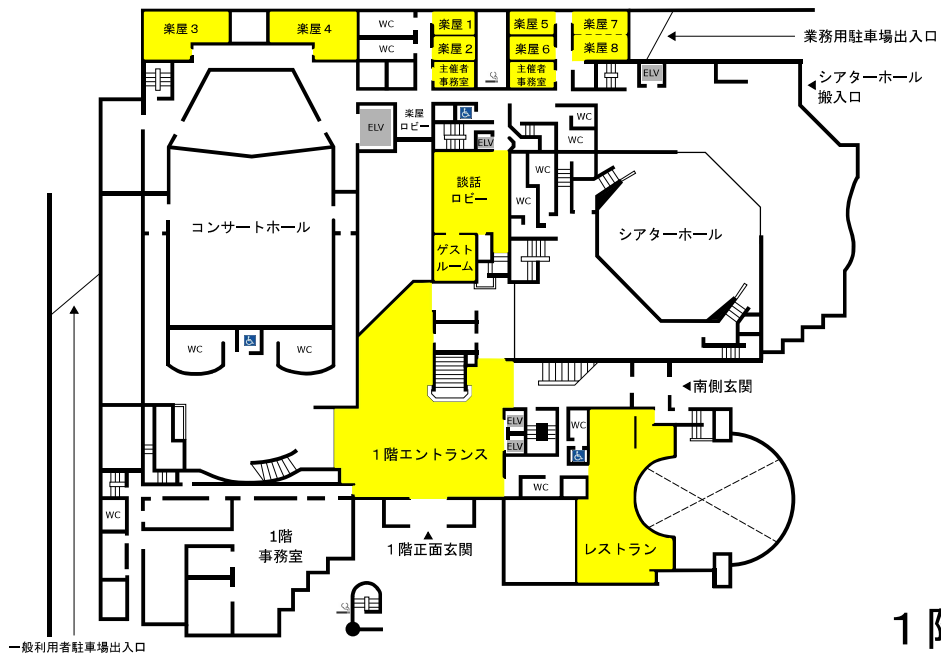 楽屋3
楽屋4
WC
WC
楽屋1
楽屋2
主催者
事務室
楽屋5
楽屋6
主催者
事務室
楽屋7
楽屋8
業務用駐車場出入口
ELV
シアターホール
搬入口
ELV
楽屋
ロビー
ELV
WC
WC
WC
WC
談話
ロビー
コンサートホール
シアターホール
ゲスト
ルーム
WC
WC
南側玄関
ELV
ELV
WC
1階エントランス
WC
WC
1階
事務室
1階正面玄関
レストラン
1階
一般利用者駐車場出入口